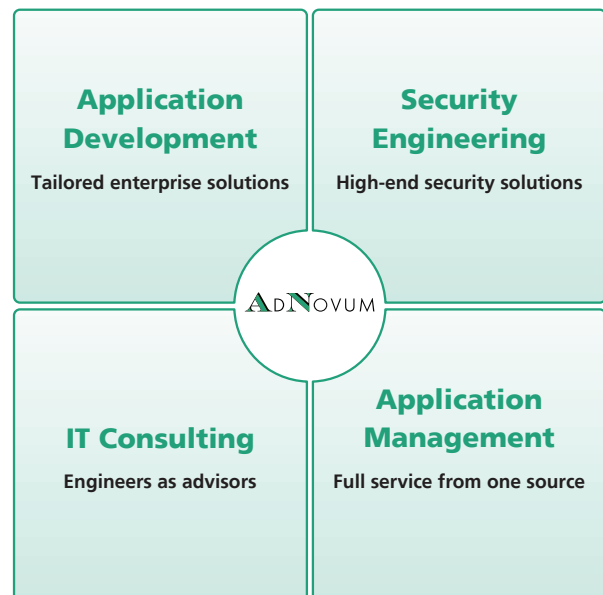 Application
Development
Tailored enterprise solutions
Security
Engineering
High-end security solutions
ADNOVUM
IT Consulting
Engineers as advisors
Application
Management
Full service from one source